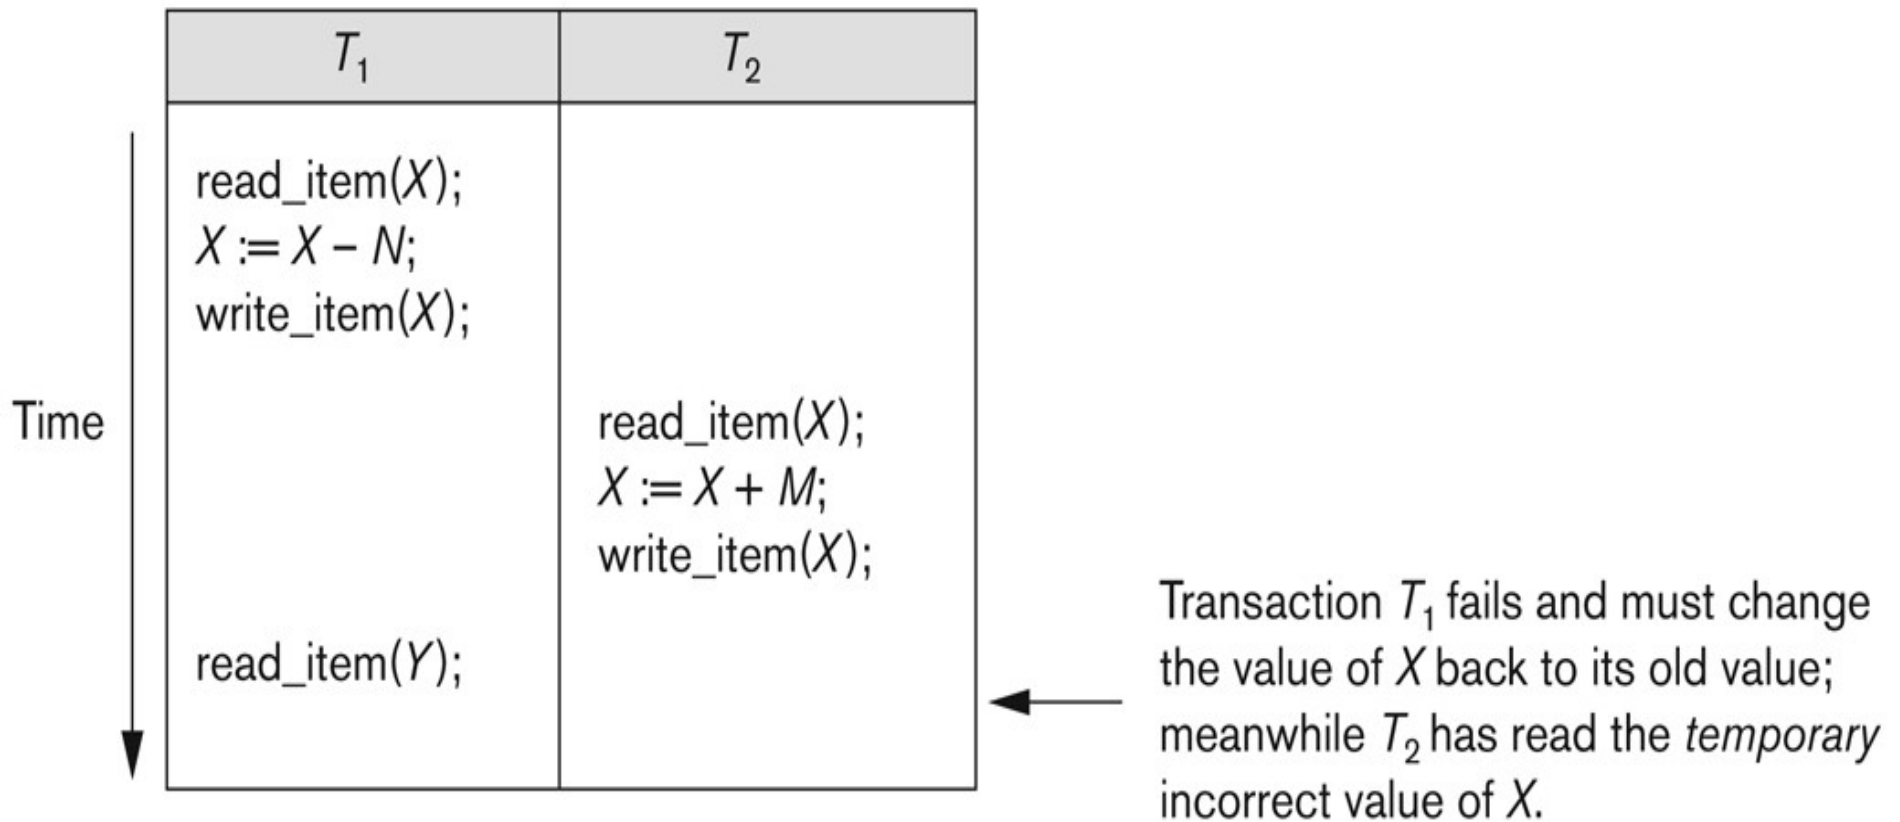 T1 T2
read_item(X);
X := X – N;
write_item(X);
Time
read_item(X);
X := X + M;
write_item(X);
read_item(Y);
Transaction T1 fails and must change
the value of X back to its old value;
meanwhile T2 has read the temporary
incorrect value of X.